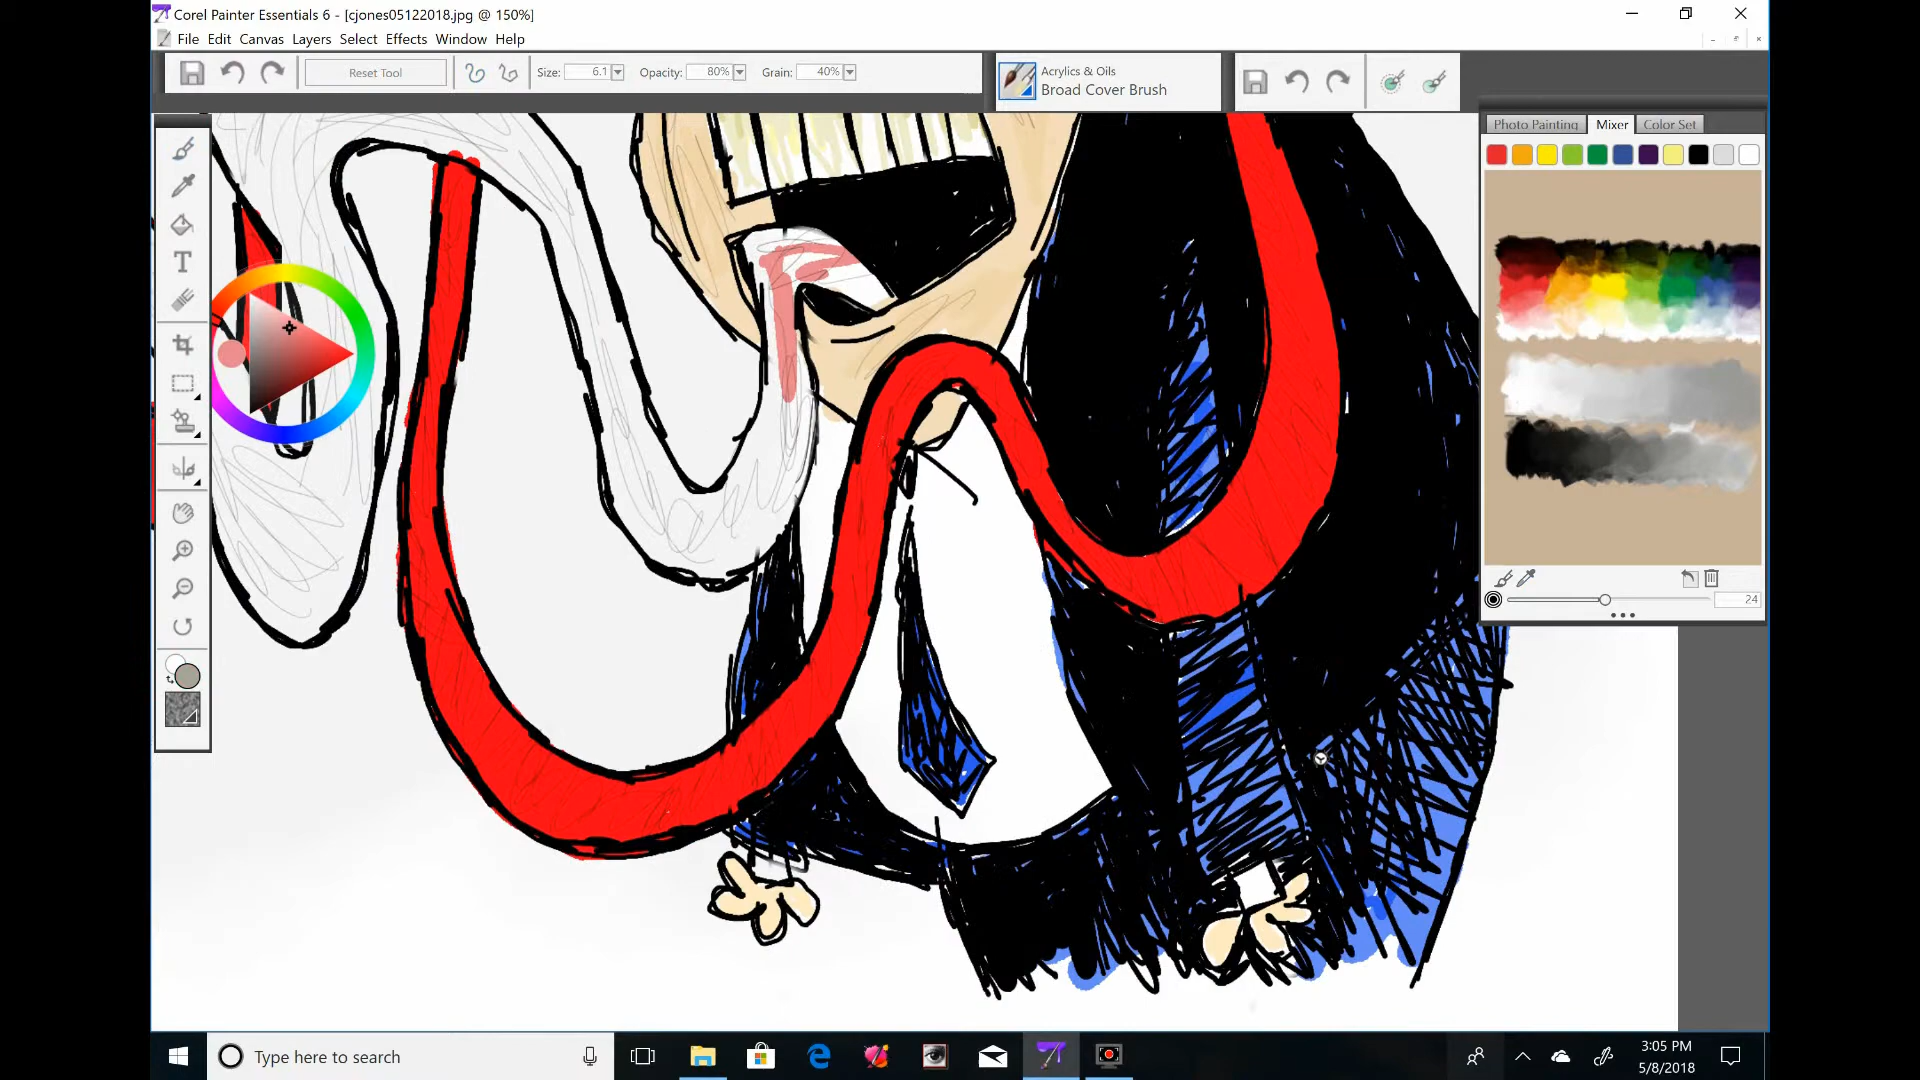 Corel Painter Essentials 6 - [cjones05122018.jpg @ 150%]
File Edit Canvas Layers Select Effects Window Help
Reset Tool Size: 6.1 Opacity: 80% Grain: 40%
Acrylics & Oils
Broad Cover Brush
Photo Painting Mixer Color Set
T
24
Type here to search
3:05 PM
5/8/2018